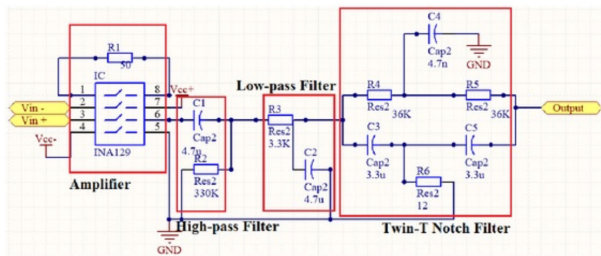 C4
Cap2
4.7n
GND
R1
50
IC
1
2
3
4
8
7
6
5
Vcc+
Vin -
Vin +
Vcc-
INA129
Amplifier
C1
Cap2
4.7u
R2
Res2
330K
High-pass Filter
GND
Low-pass Filter
R3
Res2
3.3K
C2
Cap2
4.7u
R4
Res2
36K
R5
Res2
36K
C3
Cap2
3.3u
C5
Cap2
3.3u
R6
Res2
12
Twin-T Notch Filter
Output